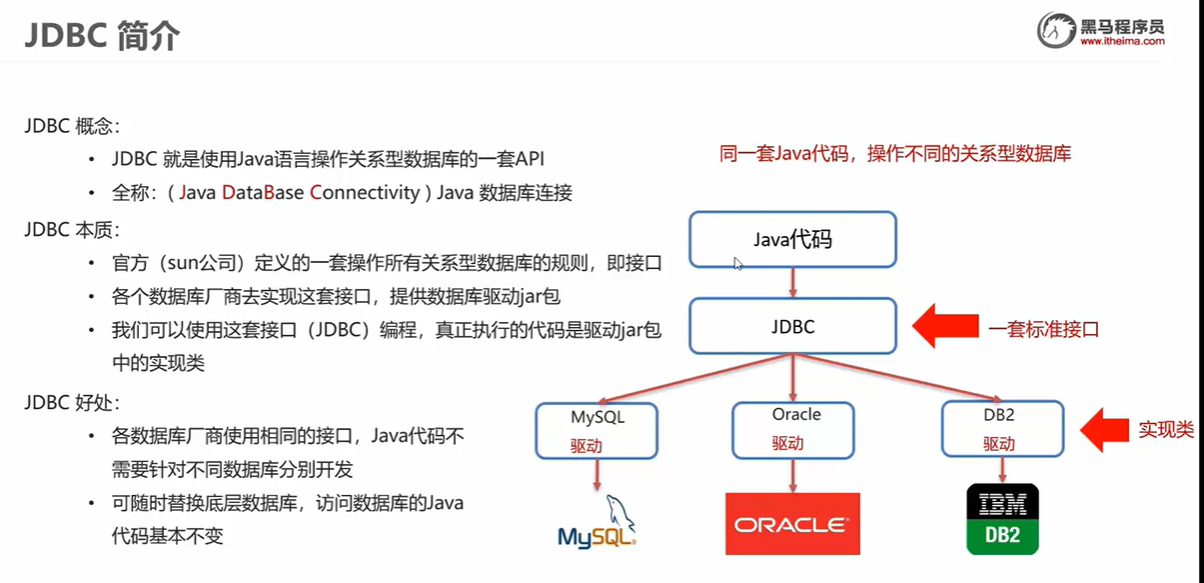 JDBC 简介
黑马程序员
www.itheima.com
JDBC 概念：
• JDBC 就是使用Java语言操作关系型数据库的一套API
• 全称：( Java DataBase Connectivity ) Java 数据库连接
JDBC 本质：
• 官方（sun公司）定义的一套操作所有关系型数据库的规则，即接口
• 各个数据库厂商去实现这套接口，提供数据库驱动jar包
• 我们可以使用这套接口（JDBC）编程，真正执行的代码是驱动jar包
中的实现类
JDBC 好处：
• 各数据库厂商使用相同的接口，Java代码不
需要针对不同数据库分别开发
• 可随时替换底层数据库，访问数据库的Java
代码基本不变
同一套Java代码，操作不同的关系型数据库
Java代码
JDBC
一套标准接口
MySQL
驱动
Oracle
驱动
DB2
驱动
实现类
MySQL
ORACLE
IBM
DB2